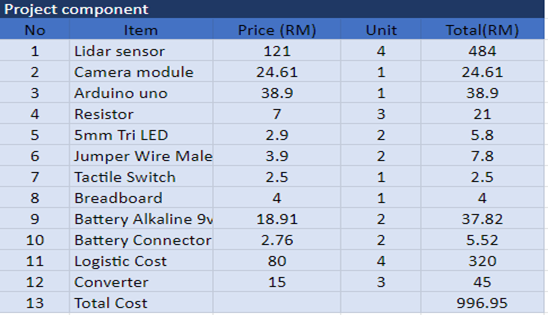 Project component
No Item Price (RM) Unit Total(RM)
1 Lidar sensor 121 4 484
2 Camera module 24.61 1 24.61
3 Arduino uno 38.9 1 38.9
4 Resistor 7 3 21
5 5mm Tri LED 2.9 2 5.8
6 Jumper Wire Male 3.9 2 7.8
7 Tactile Switch 2.5 1 2.5
8 Breadboard 4 1 4
9 Battery Alkaline 9v 18.91 2 37.82
10 Battery Connector 2.76 2 5.52
11 Logistic Cost 80 4 320
12 Converter 15 3 45
13 Total Cost 996.95